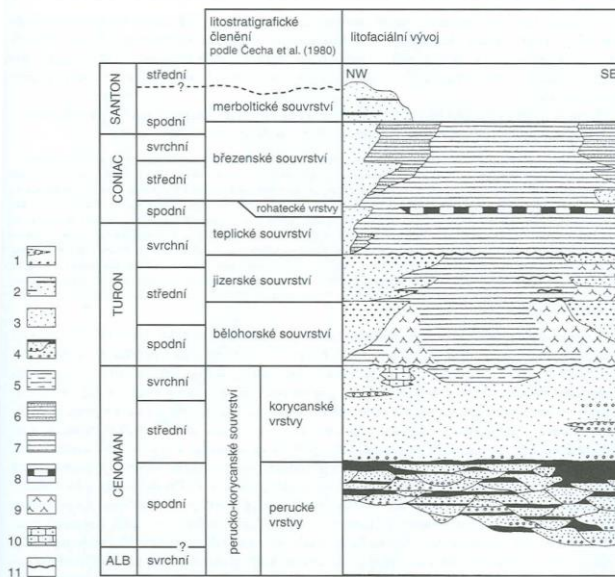 litostratigrafické
členění
podle Čecha et al. (1980)
litofaciální vývoj
SANTON
střední
?
spodní
merboltické souvrství
NW
SE
CONIAC
svrchní
střední
spodní
březenské souvrství
rohatecké vrstvy
TURON
svrchní
střední
spodní
teplické souvrství
jizerské souvrství
bělohorské souvrství
CENOMAN
svrchní
střední
spodní
?
perucko-korycanské souvrství
korycanské
vrstvy
perucké
vrstvy
ALB
svrchní
1
2
3
4
5
6
7
8
9
10
11